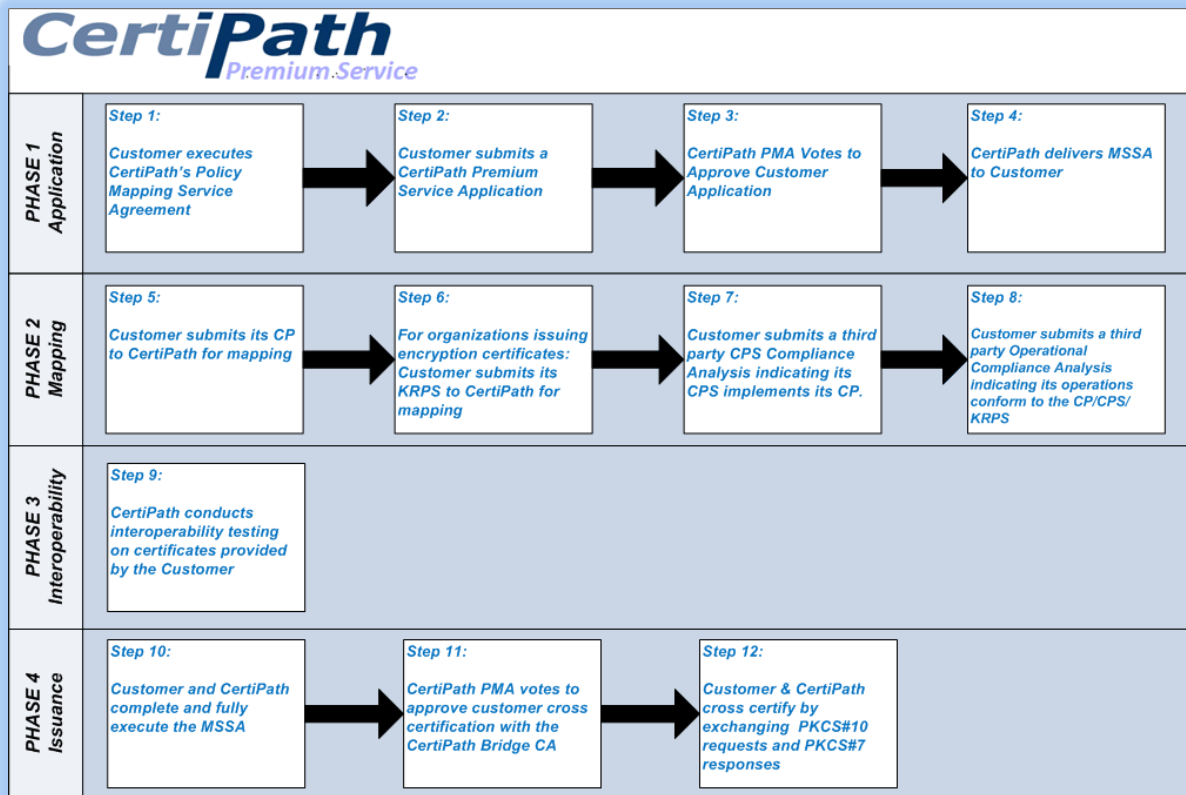 CertiPath
Premium Service
PHASE 1
Application
Step 1:
Customer executes
CertiPath's Policy
Mapping Service
Agreement
Step 2:
Customer submits a
CertiPath Premium
Service Application
Step 3:
CertiPath PMA Votes to
Approve Customer
Application
Step 4:
CertiPath delivers MSSA
to Customer
PHASE 2
Mapping
Step 5:
Customer submits its CP
to CertiPath for mapping
Step 6:
For organizations issuing
encryption certificates:
Customer submits its
KRPS to CertiPath for
mapping
Step 7:
Customer submits a third
party CPS Compliance
Analysis indicating its
CPS implements its CP.
Step 8:
Customer submits a third
party Operational
Compliance Analysis
indicating its operations
conform to the CP/CPS/
KRPS
PHASE 3
Interoperability
Step 9:
CertiPath conducts
interoperability testing
on certificates provided
by the Customer
PHASE 4
Issuance
Step 10:
Customer and CertiPath
complete and fully
execute the MSSA
Step 11:
CertiPath PMA votes to
approve customer cross
certification with the
CertiPath Bridge CA
Step 12:
Customer & CertiPath
cross certify by
exchanging PKCS#10
requests and PKCS#7
responses